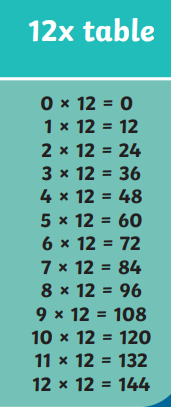 12x table
0 × 12 = 0
1 × 12 = 12
2 × 12 = 24
3 × 12 = 36
4 × 12 = 48
5 × 12 = 60
6 × 12 = 72
7 × 12 = 84
8 × 12 = 96
9 × 12 = 108
10 × 12 = 120
11 × 12 = 132
12 × 12 = 144